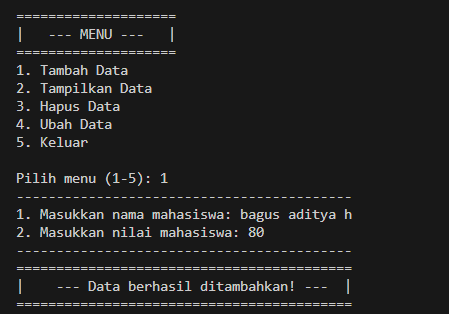 ====================
|   --- MENU ---   |
====================
1. Tambah Data
2. Tampilkan Data
3. Hapus Data
4. Ubah Data
5. Keluar

Pilih menu (1-5): 1
------------------------------------------
1. Masukkan nama mahasiswa: bagus aditya h
2. Masukkan nilai mahasiswa: 80
------------------------------------------
==========================================
|    --- Data berhasil ditambahkan! ---  |
==========================================